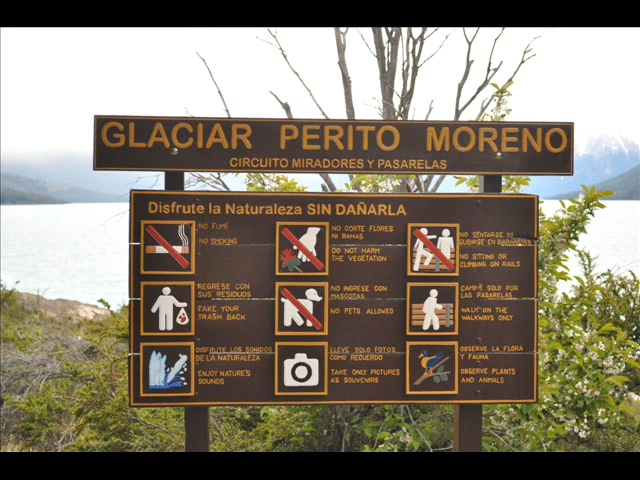 GLACIAR PERITO MORENO
CIRCUITO MIRADORES Y PASARELAS
Disfrute la Naturaleza SIN DAÑARLA
NO FUME
NO SMOKING
NO CORTE FLORES
NI RAMAS
DO NOT HARM
THE VEGETATION
NO SENTARSE NI
SUBIRSE EN BARANDAS
NO SITING OR
CLIMBING ON RAILS
REGRESE CON
SUS RESIDUOS
TAKE YOUR
TRASH BACK
NO INGRESE CON
MASCOTAS
NO PETS ALLOWED
CAMINE SOLO POR
LAS PASARELAS
WALK ON THE
WALKWAYS ONLY
DISFRUTE LOS SONIDOS
DE LA NATURALEZA
ENJOY NATURE'S
SOUNDS
LLEVE SOLO FOTOS
COMO RECUERDO
TAKE ONLY PICTURES
AS SOUVENIRS
OBSERVE LA FLORA
Y FAUNA
OBSERVE PLANTS
AND ANIMALS